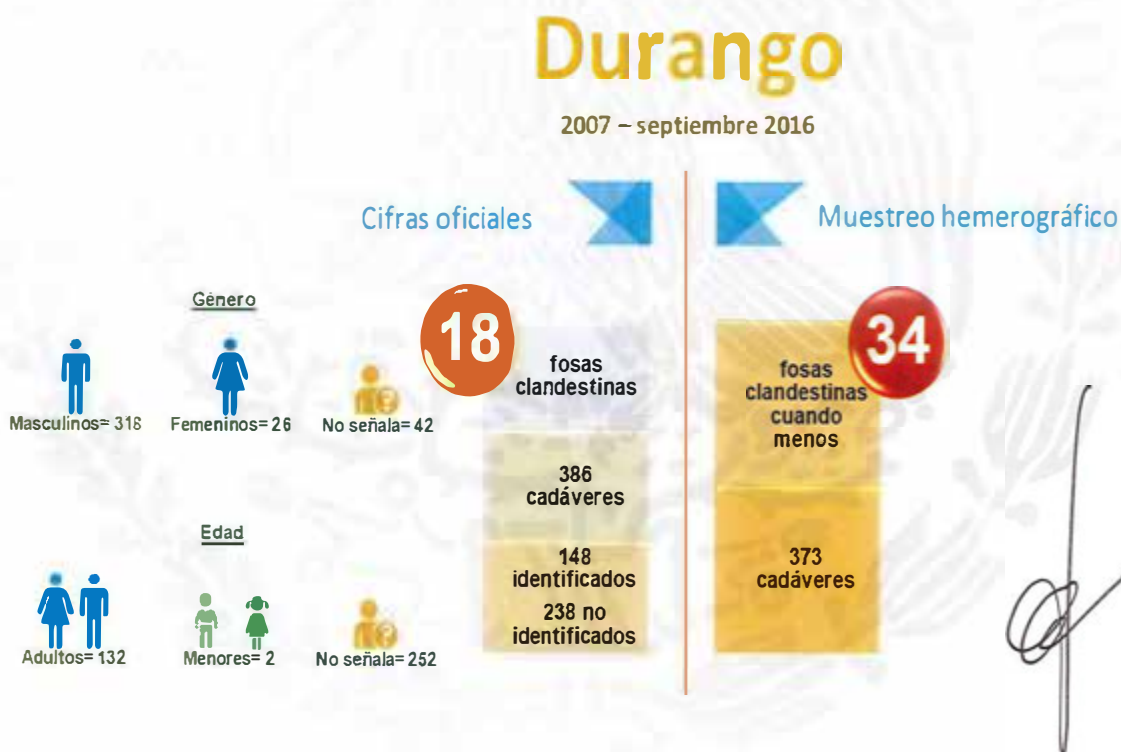 Durango
2007 – septiembre 2016
Cifras oficiales
Género
Masculinos= 318
Femeninos= 26
No señala= 42
Edad
Adultos= 132
Menores= 2
No señala= 252
18
fosas
clandestinas
386
cadáveres
148
identificados
238 no
identificados
Muestreo hemerográfico
34
fosas
clandestinas
cuando
menos
373
cadáveres